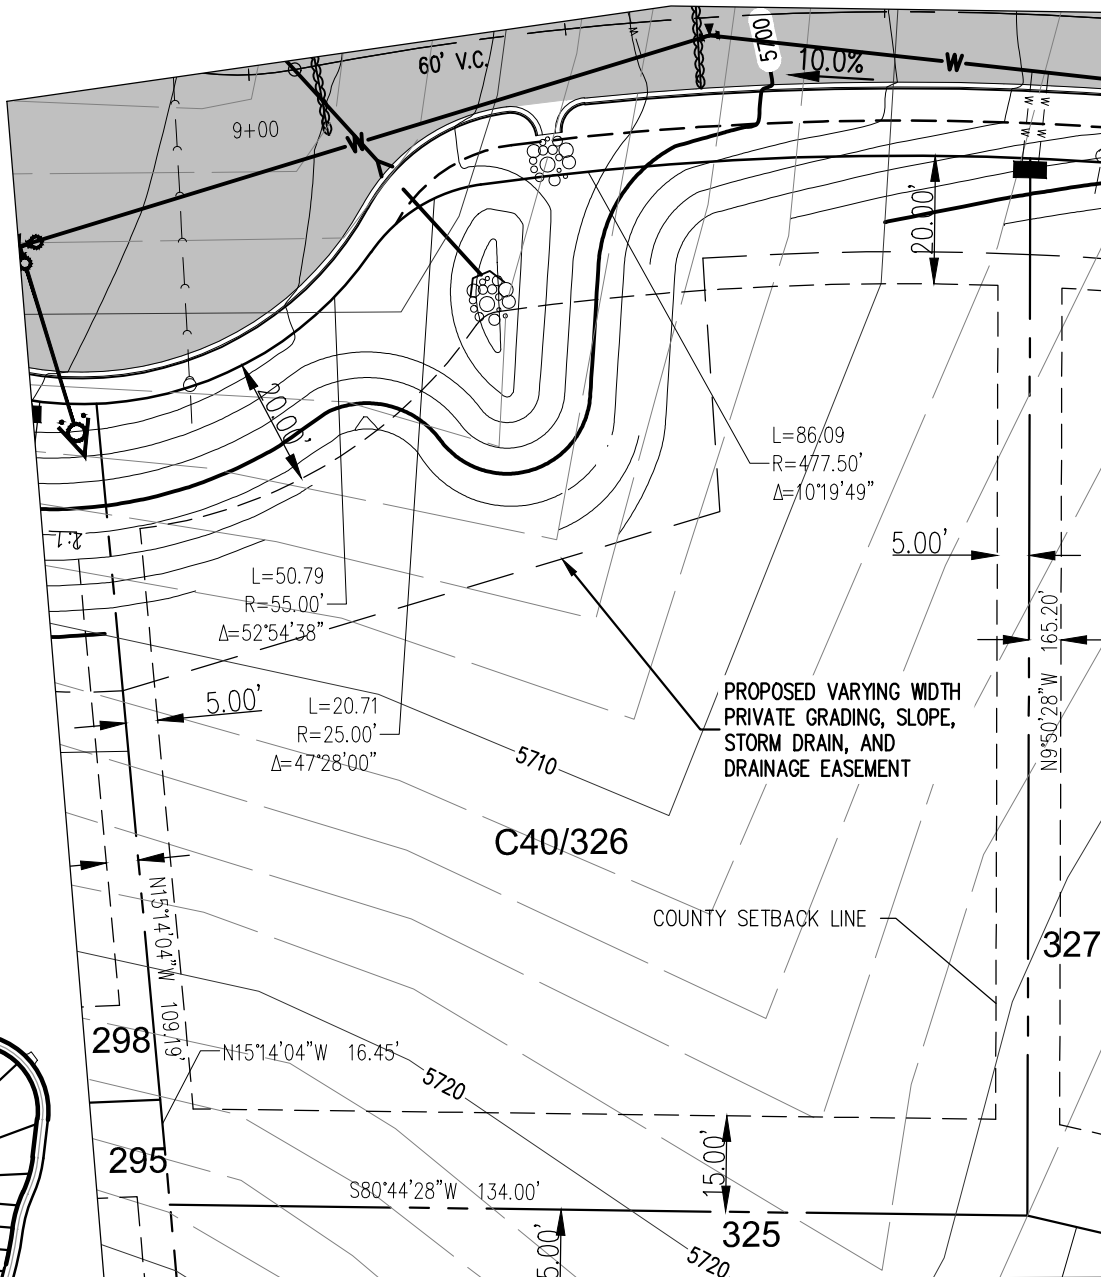 60' V.C.
5700
10.0%
W
9+00
W
W
W
W
W
W
20.00'
20.00'
L=86.09
R=477.50'
Δ=10°19'49"
2:1
5.00'
L=50.79
R=55.00'
Δ=52°54'38"
N9°50'28"W 165.20'
5.00'
L=20.71
R=25.00'
Δ=47°28'00"
PROPOSED VARYING WIDTH
PRIVATE GRADING, SLOPE,
STORM DRAIN, AND
DRAINAGE EASEMENT
5710
C40/326
N15°14'04"W 109.19'
COUNTY SETBACK LINE
327
298
N15°14'04"W 16.45'
5720
295
15.00'
S80°44'28"W 134.00'
325
5.00'
5720